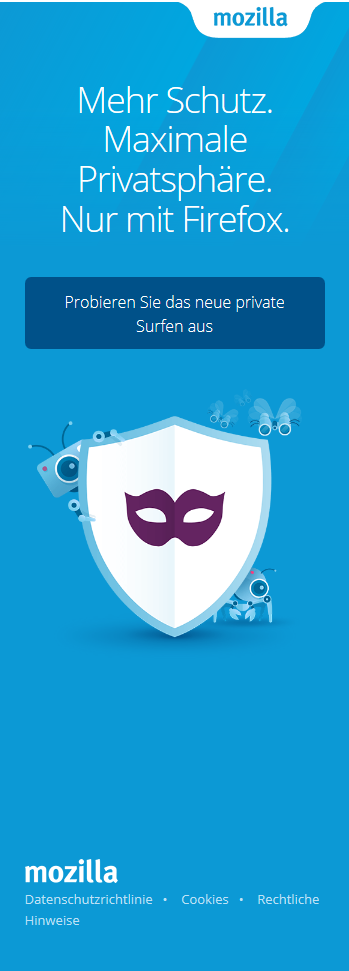 mozilla
Mehr Schutz.
Maximale
Privatsphäre.
Nur mit Firefox.
Probieren Sie das neue private
Surfen aus
mozilla
Datenschutzrichtlinie • Cookies • Rechtliche
Hinweise